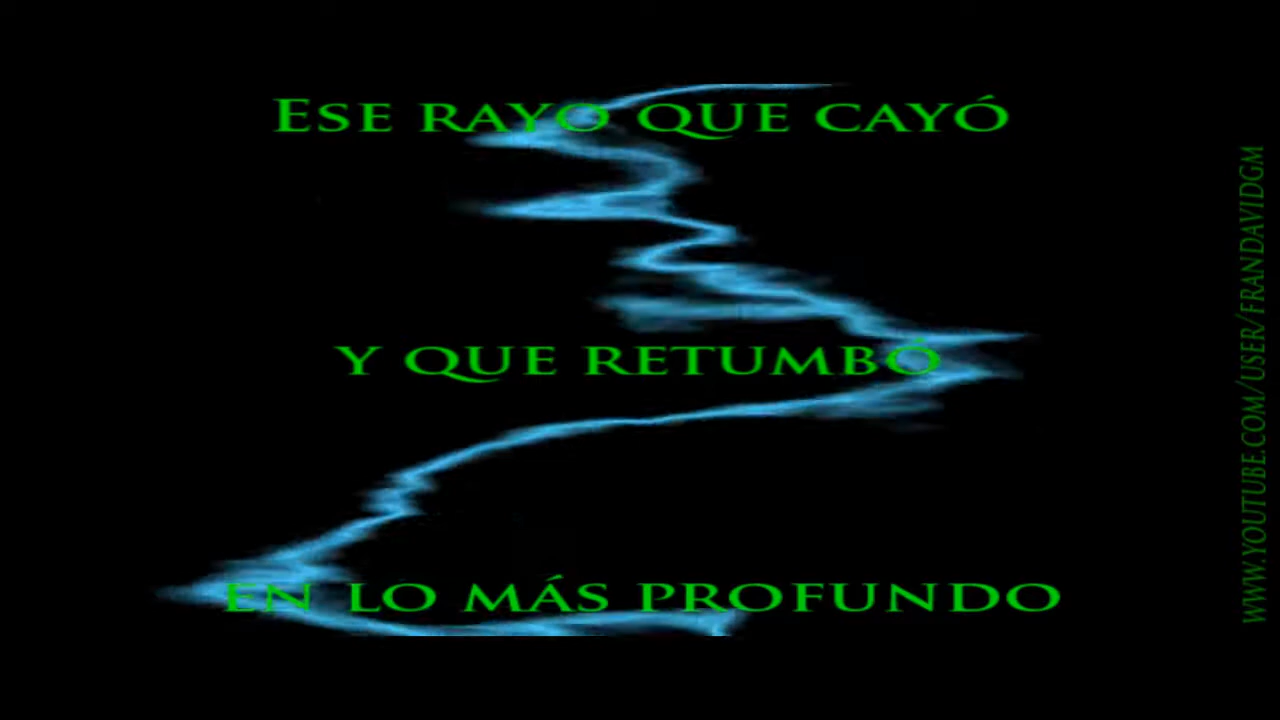 Ese rayo que cayó
y que retumbó
en lo más profundo
www.youtube.com/user/frandavidgm